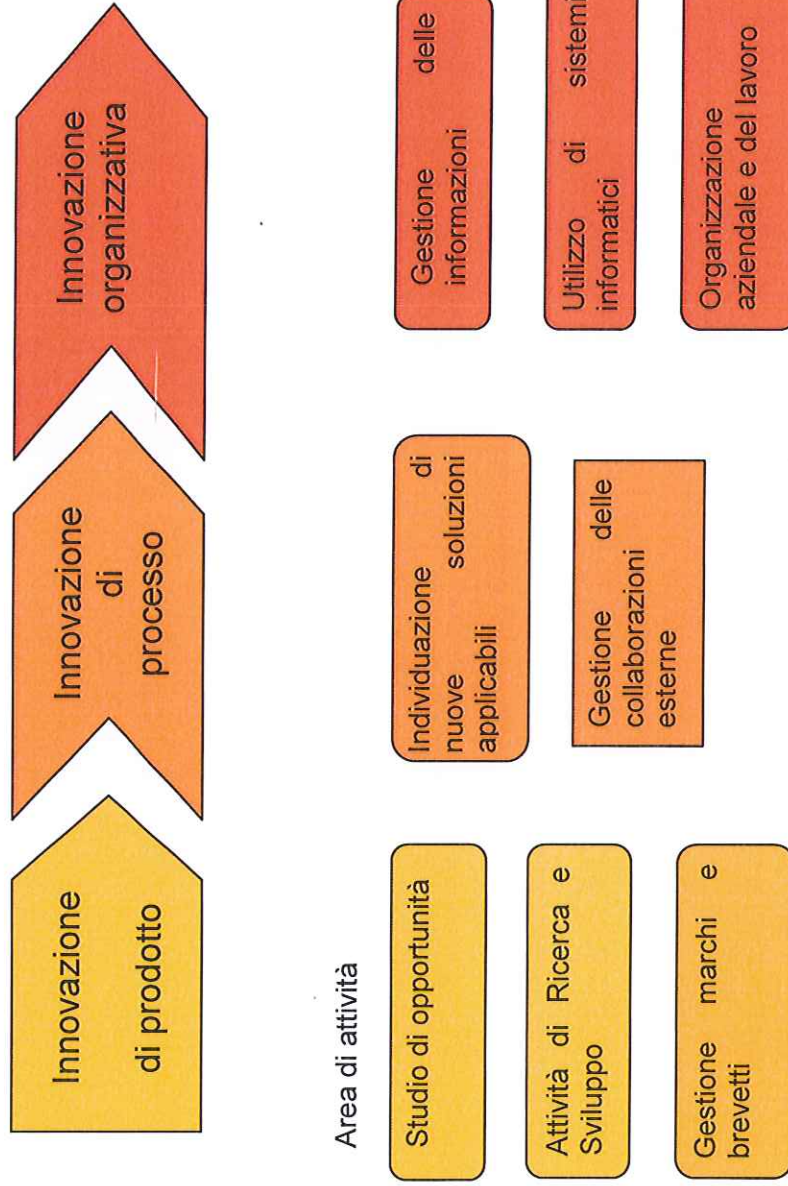 Innovazione
di prodotto
Innovazione
di
processo
Innovazione
organizzativa
Area di attività
Studio di opportunità
Attività di Ricerca e
Sviluppo
Gestione marchi e
brevetti
Individuazione di
nuove soluzioni
applicabili
Gestione delle
collaborazioni
esterne
Gestione delle
informazioni
Utilizzo di sistemi
informatici
Organizzazione
aziendale e del lavoro